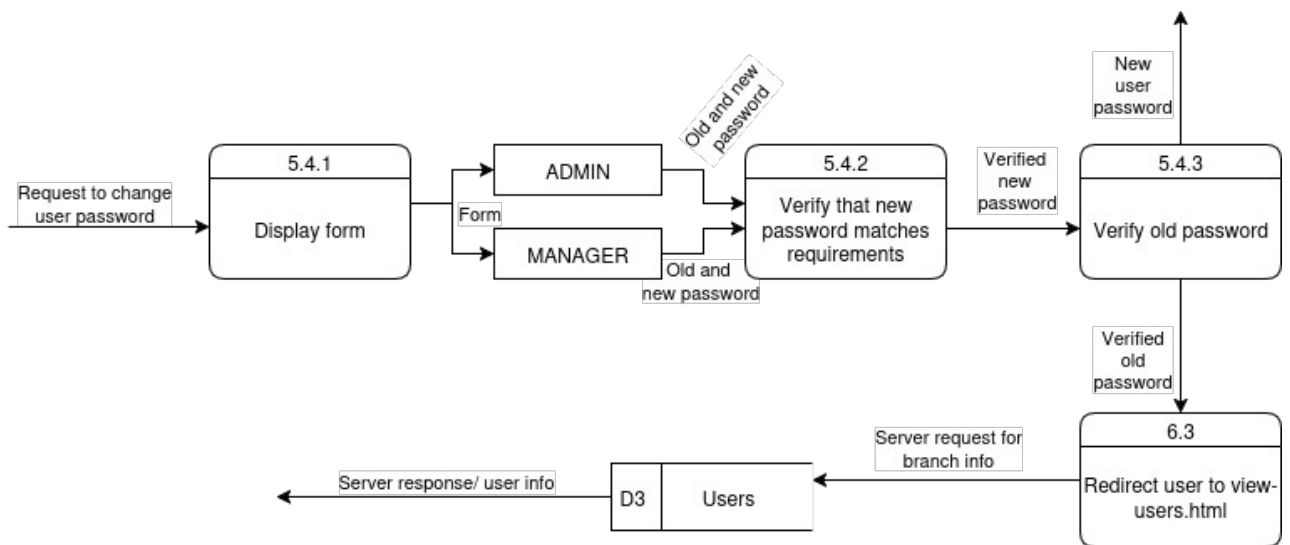 New
user
password
Old and new
password
5.4.1
ADMIN
5.4.2
Verified
new
password
5.4.3
Request to change
user password
Display form
Form
Verify that new
password matches
requirements
Verify old password
MANAGER
Old and
new password
Verified
old
password
6.3
Server request for
branch info
Redirect user to view-
users.html
Server response/ user info
D3
Users